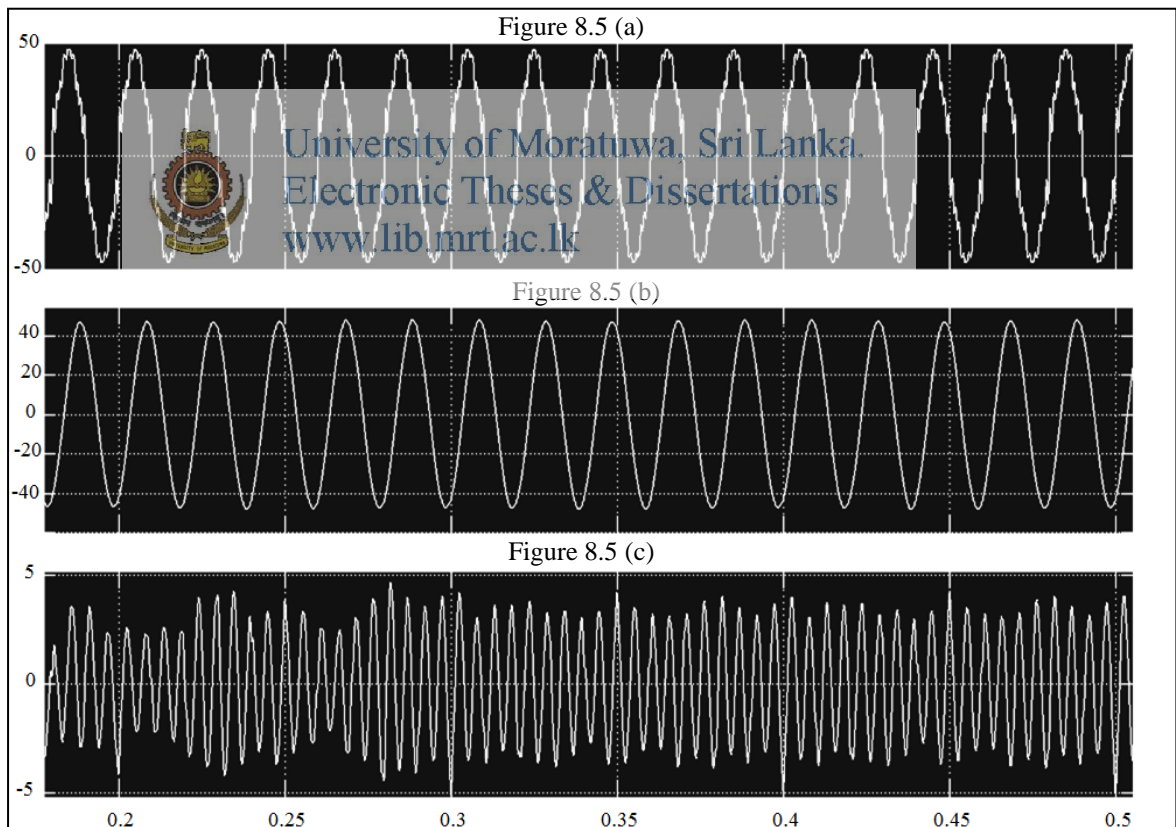 Figure 8.5 (a)
50
0
-50
University of Moratuwa, Sri Lanka.
Electronic Theses & Dissertations
www.lib.mrt.ac.lk
Figure 8.5 (b)
40
20
0
-20
-40
Figure 8.5 (c)
5
0
-5
0.2 0.25 0.3 0.35 0.4 0.45 0.5